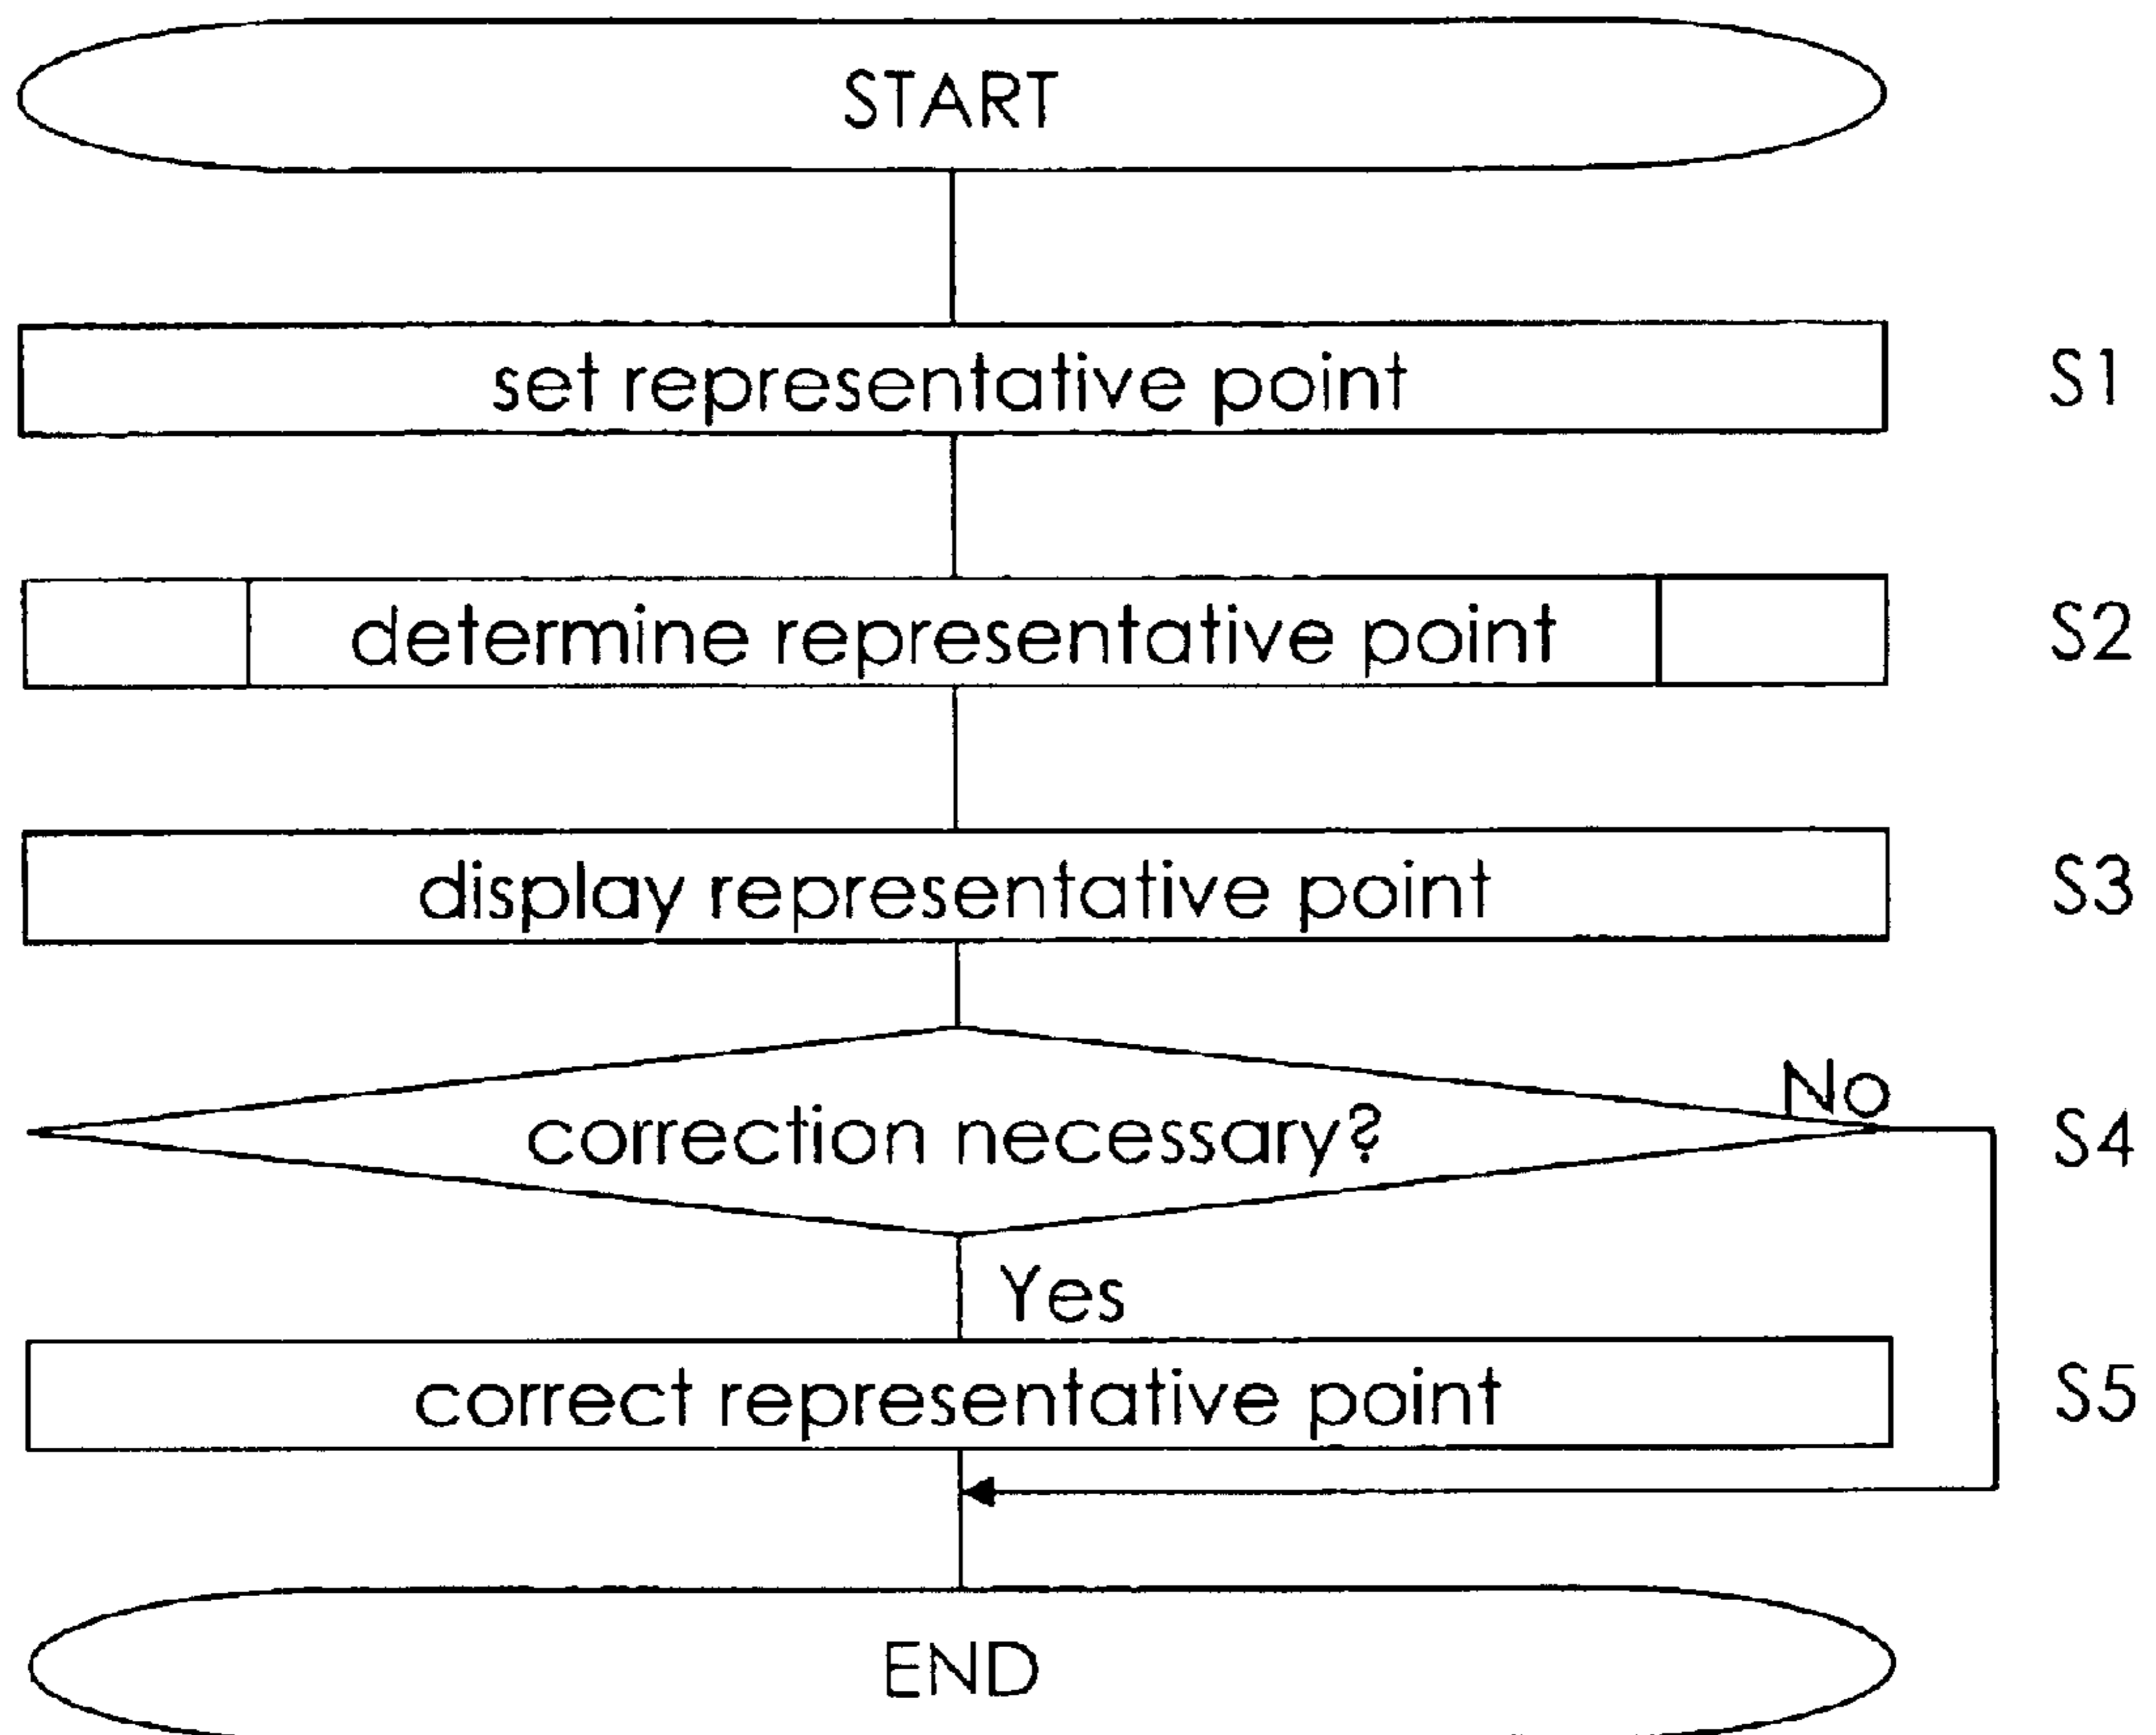 START
set representative point S1
determine representative point S2
display representative point S3
No
correction necessary? S4
Yes
correct representative point S5
END